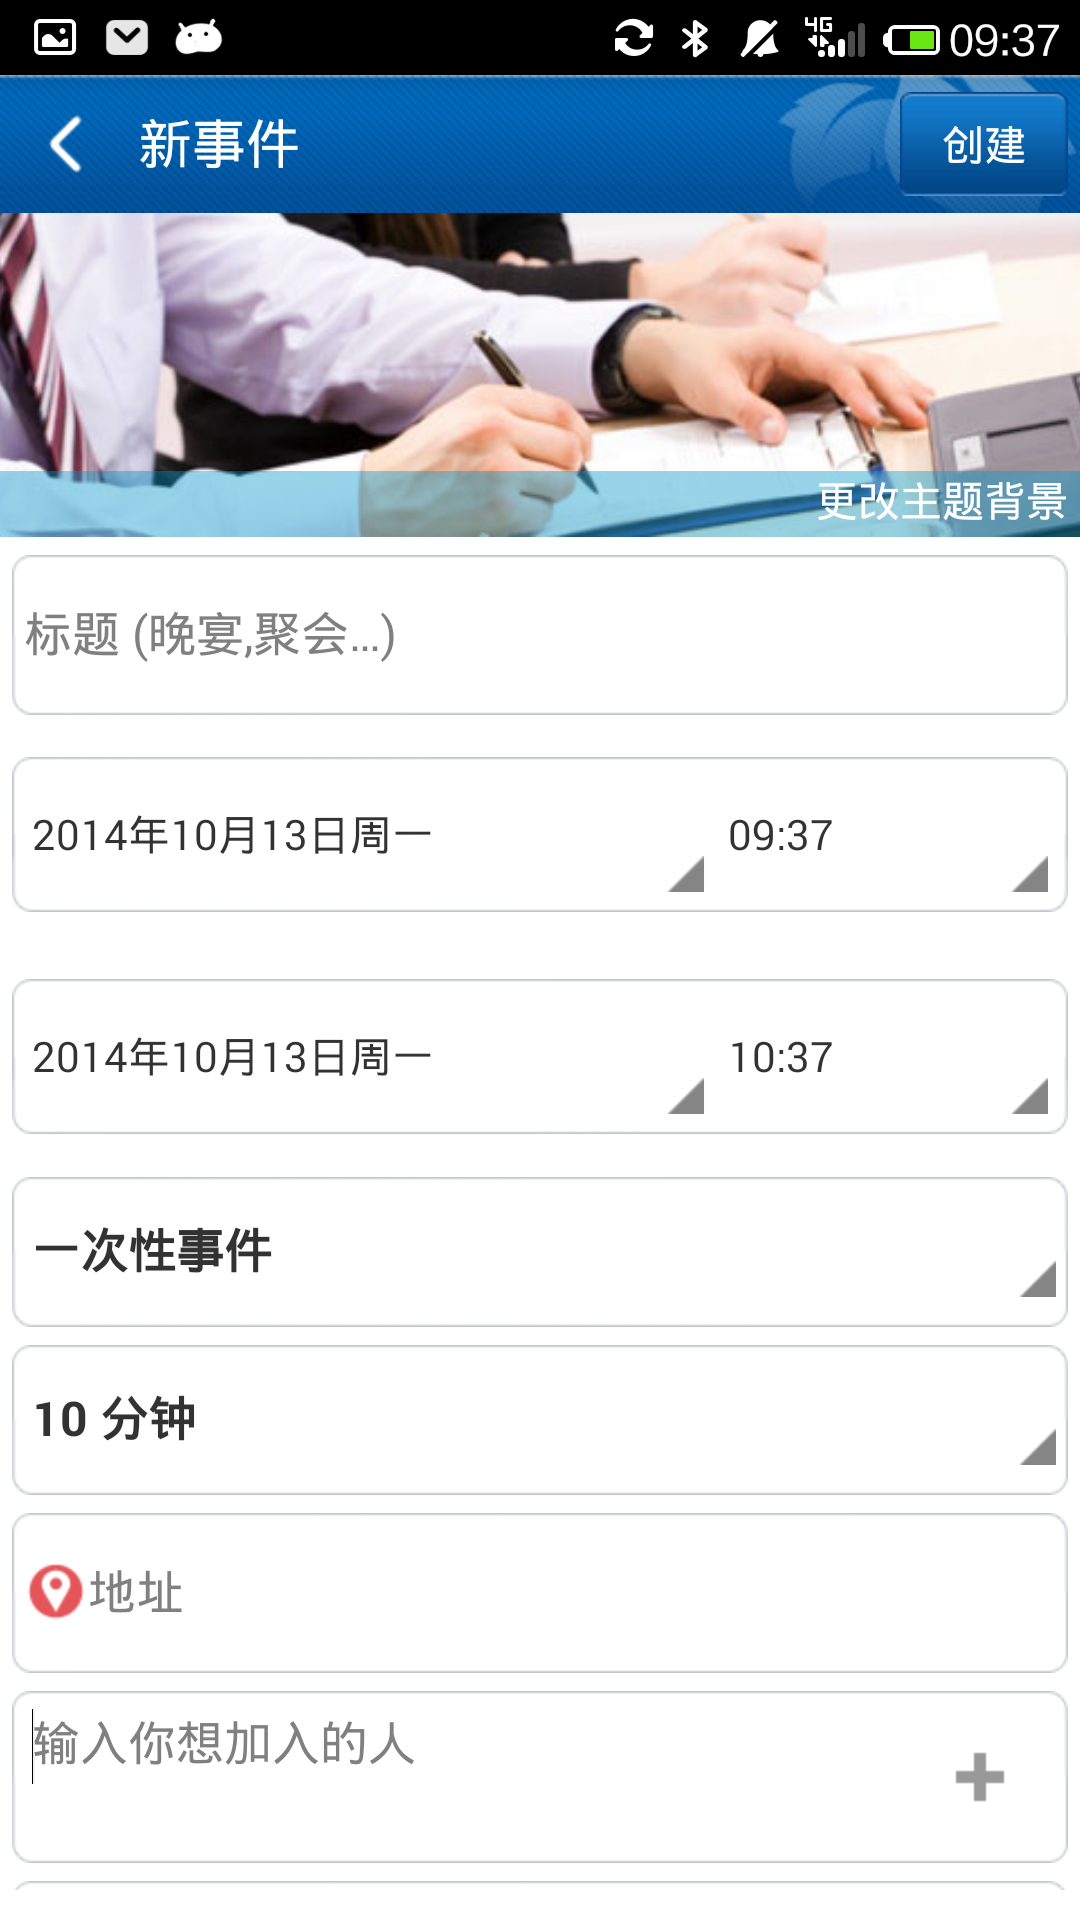 4G 09:37
新事件 创建
更改主题背景
标题 (晚宴,聚会...)
2014年10月13日周一 09:37
2014年10月13日周一 10:37
一次性事件
10 分钟
地址
输入你想加入的人